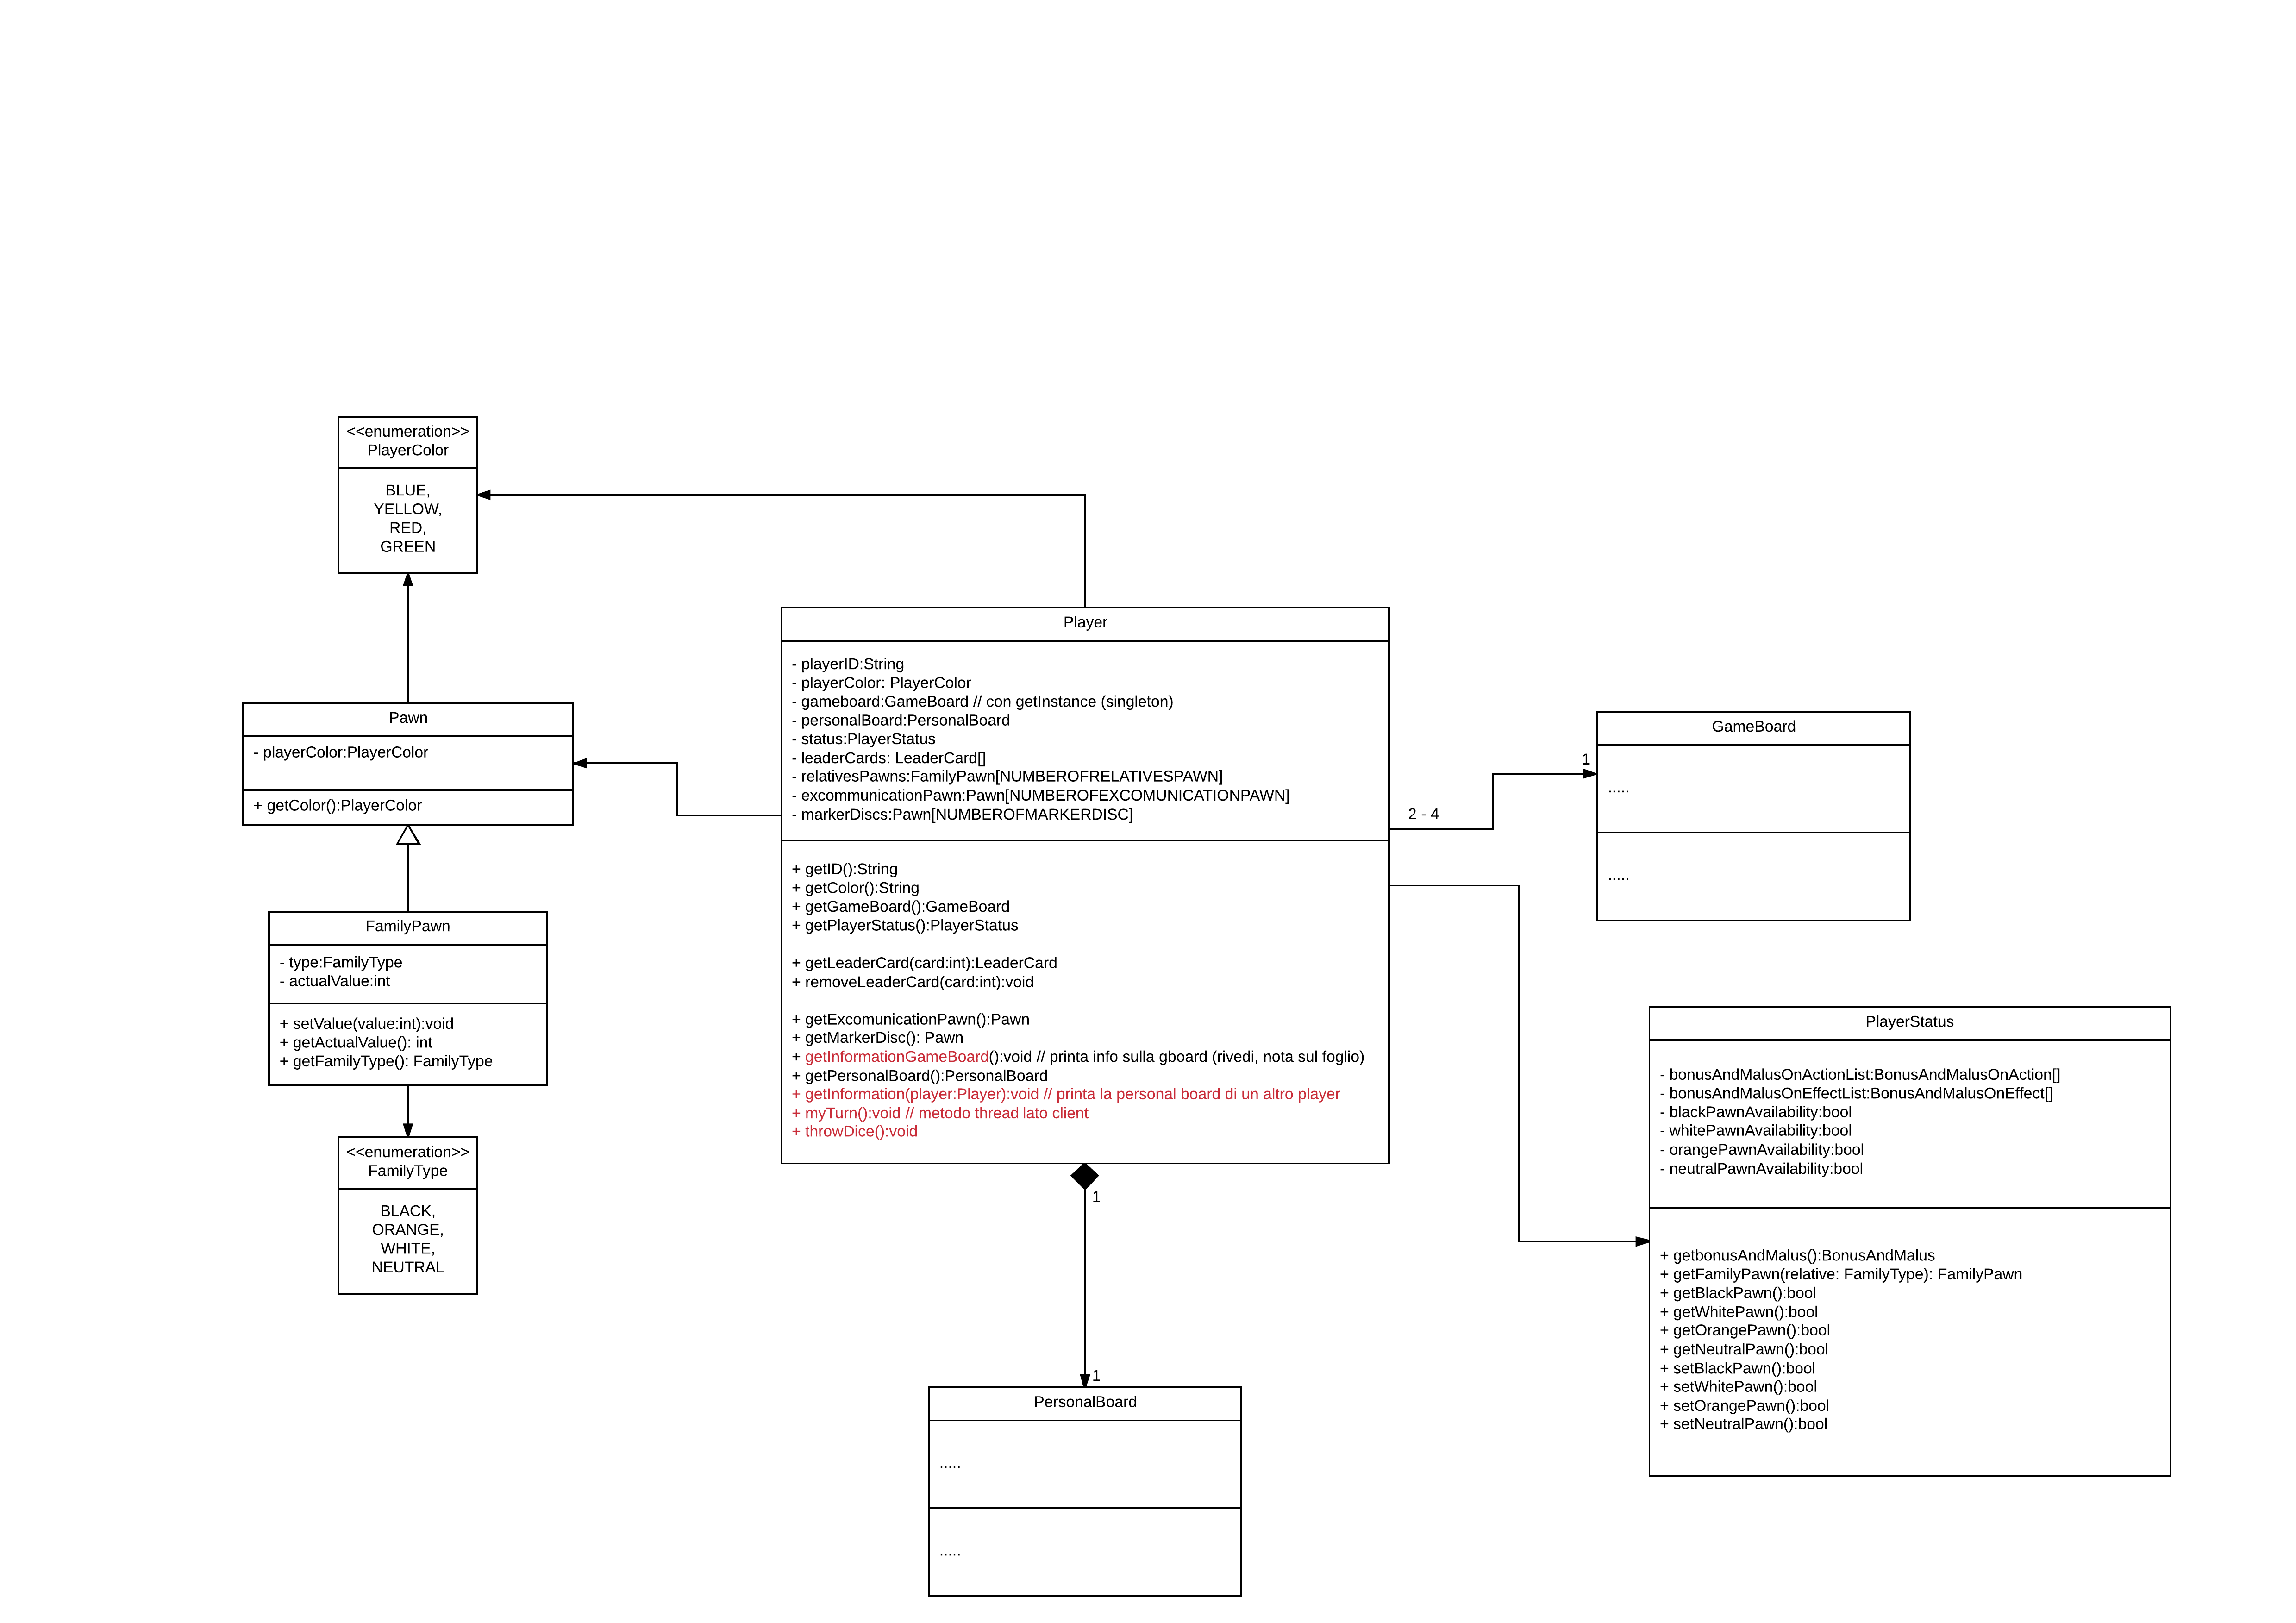 <<enumeration>>
PlayerColor
BLUE,
YELLOW,
RED,
GREEN
Pawn
- playerColor:PlayerColor
+ getColor():PlayerColor
FamilyPawn
- type:FamilyType
- actualValue:int
+ setValue(value:int):void
+ getActualValue(): int
+ getFamilyType(): FamilyType
<<enumeration>>
FamilyType
BLACK,
ORANGE,
WHITE,
NEUTRAL
Player
- playerID:String
- playerColor: PlayerColor
- gameboard:GameBoard // con getInstance (singleton)
- personalBoard:PersonalBoard
- status:PlayerStatus
- leaderCards: LeaderCard[]
- relativesPawns:FamilyPawn[NUMBEROFRELATIVESPAWN]
- excommunicationPawn:Pawn[NUMBEROFEXCOMUNICATIONPAWN]
- markerDiscs:Pawn[NUMBEROFMARKERDISC]
+ getID():String
+ getColor():String
+ getGameBoard():GameBoard
+ getPlayerStatus():PlayerStatus
+ getLeaderCard(card:int):LeaderCard
+ removeLeaderCard(card:int):void
+ getExcomunicationPawn():Pawn
+ getMarkerDisc(): Pawn
+ getInformationGameBoard():void // printa info sulla gboard (rivedi, nota sul foglio)
+ getPersonalBoard():PersonalBoard
+ getInformation(player:Player):void // printa la personal board di un altro player
+ myTurn():void // metodo thread lato client
+ throwDice():void
1
1
PersonalBoard
.....
.....
2 - 4
1
GameBoard
.....
.....
PlayerStatus
- bonusAndMalusOnActionList:BonusAndMalusOnAction[]
- bonusAndMalusOnEffectList:BonusAndMalusOnEffect[]
- blackPawnAvailability:bool
- whitePawnAvailability:bool
- orangePawnAvailability:bool
- neutralPawnAvailability:bool
+ getbonusAndMalus():BonusAndMalus
+ getFamilyPawn(relative: FamilyType): FamilyPawn
+ getBlackPawn():bool
+ getWhitePawn():bool
+ getOrangePawn():bool
+ getNeutralPawn():bool
+ setBlackPawn():bool
+ setWhitePawn():bool
+ setOrangePawn():bool
+ setNeutralPawn():bool